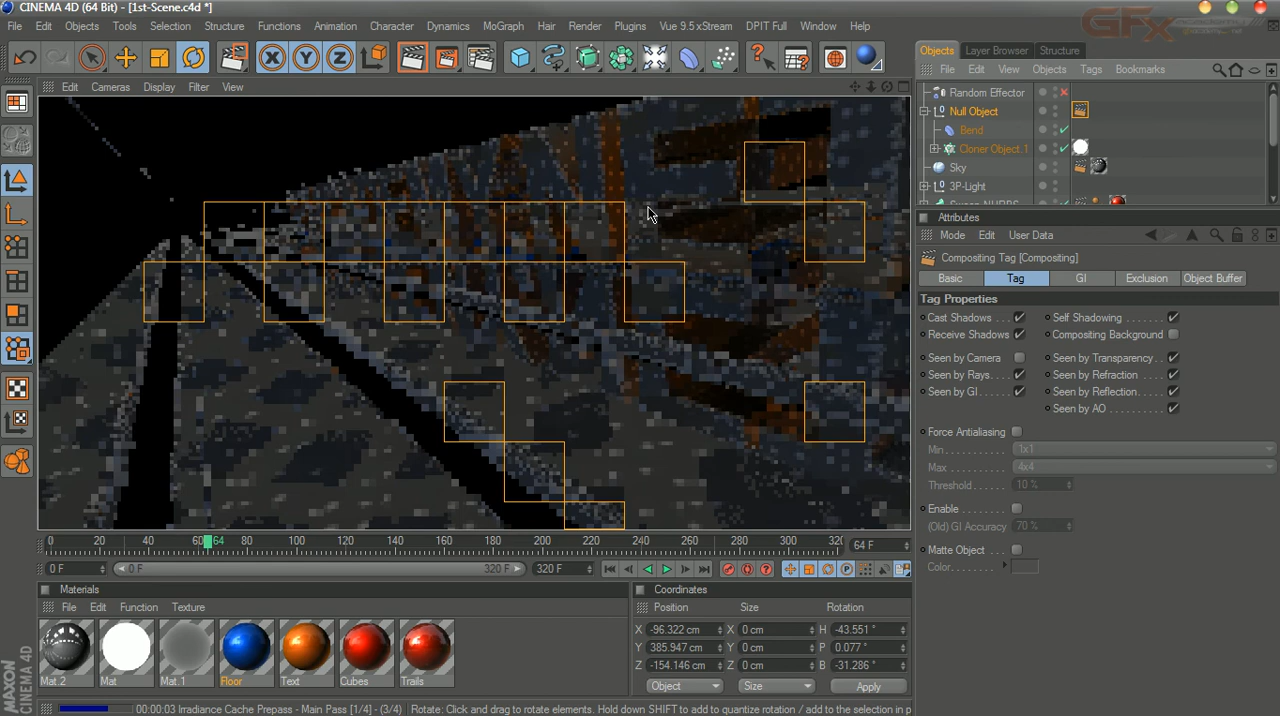 CINEMA 4D (64 Bit) - [1st-Scene.c4d *]
File Edit Objects Tools Selection Structure Functions Animation Character Dynamics MoGraph Hair Render Plugins Vue 9.5xStream DPIT Full Window Help
GFx academy
Objects Layer Browser Structure
File Edit View Objects Tags Bookmarks
Edit Cameras Display Filter View
Random Effector
Null Object
Bend
Cloner Object.1
Sky
3P-Light
Attributes
Mode Edit User Data
Compositing Tag [Compositing]
Basic Tag GI Exclusion Object Buffer
Tag Properties
Cast Shadows Self Shadowing
Receive Shadows Compositing Background
Seen by Camera Seen by Transparency
Seen by Rays Seen by Refraction
Seen by GI Seen by Reflection
Seen by AO
Force Antialiasing
Min 1x1
Max 4x4
Threshold 10 %
Enable
(Old) GI Accuracy 70 %
Matte Object
Color
0 20 40 60 64 80 100 120 140 160 180 200 220 240 260 280 300 64 F
0 F 0 F 320 F 320 F
Materials
File Edit Function Texture
Mat.2 Mat Mat.1 Floor Text Cubes Trails
Coordinates
Position Size Rotation
X -96.322 cm X 0 cm H -43.551 °
Y 385.947 cm Y 0 cm P 0.077 °
Z -154.146 cm Z 0 cm B -31.286 °
Object Size Apply
MAXON
CINEMA 4D
00:00:03 Irradiance Cache Prepass - Main Pass [1/4] - (3/4) Rotate: Click and drag to rotate elements. Hold down SHIFT to add to quantize rotation / add to the selection in p